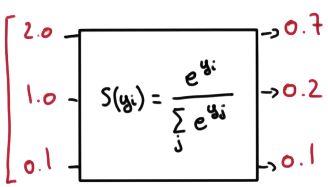 2.0 → 0.7
1.0 S(yᵢ) = e^{yᵢ} / Σⱼ e^{yⱼ} → 0.2
0.1 → 0.1